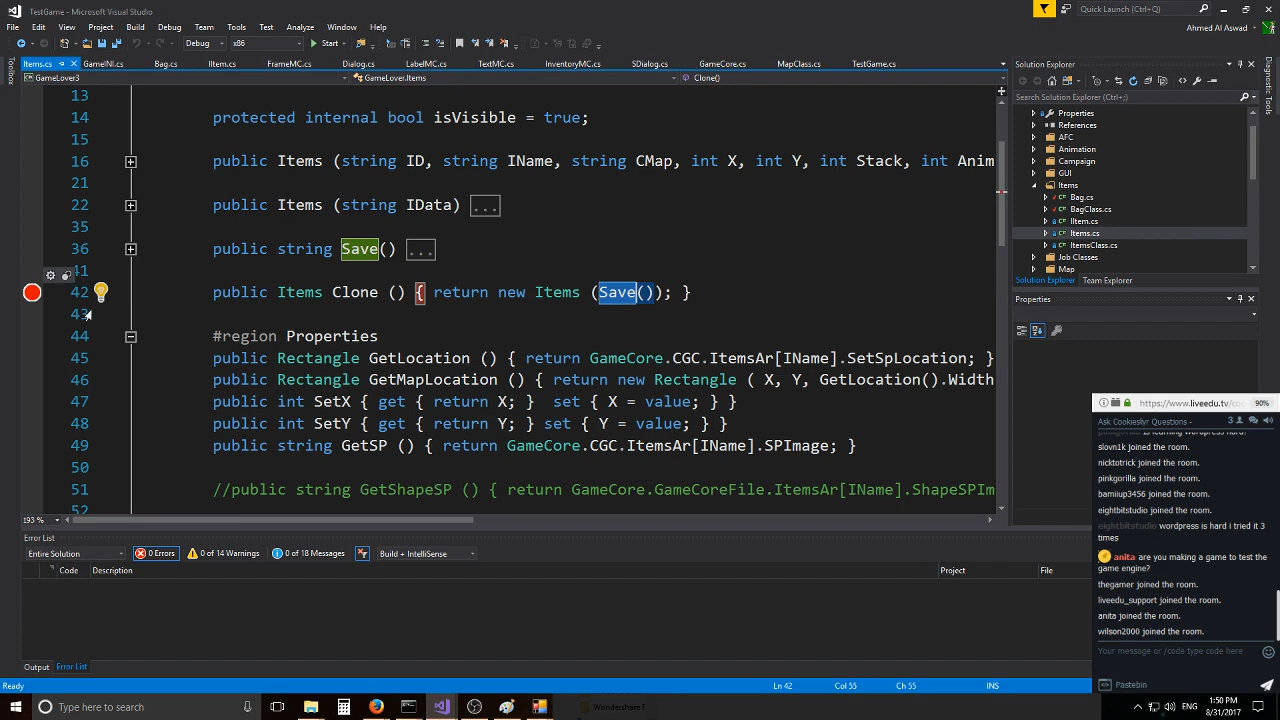 TestGame - Microsoft Visual Studio
Quick Launch (Ctrl+Q)
File Edit View Project Build Debug Team Tools Test Analyze Window Help
Ahmed Al Aswad
Debug x86 Start
Items.cs GameINI.cs Bag.cs IItem.cs FrameMC.cs Dialog.cs LabelMC.cs TextMC.cs InventoryMC.cs SDialog.cs GameCore.cs MapClass.cs TestGame.cs
GameLover3 GameLover.Items Clone()
13
14 protected internal bool isVisible = true;
15
16 public Items (string ID, string IName, string CMap, int X, int Y, int Stack, int Anim
21
22 public Items (string IData) ...
35
36 public string Save() ...
41
42 public Items Clone () { return new Items (Save()); }
43
44 #region Properties
45 public Rectangle GetLocation () { return GameCore.CGC.ItemsAr[IName].SetSpLocation; }
46 public Rectangle GetMapLocation () { return new Rectangle ( X, Y, GetLocation().Width
47 public int SetX { get { return X; } set { X = value; } }
48 public int SetY { get { return Y; } set { Y = value; } }
49 public string GetSP () { return GameCore.CGC.ItemsAr[IName].SPImage; }
50
51 //public string GetShapeSP () { return GameCore.GameCoreFile.ItemsAr[IName].ShapeSPIm
52
193 %
Error List
Entire Solution 0 Errors 0 of 14 Warnings 0 of 18 Messages Build + IntelliSense
Code Description Project File
Output Error List
Ready Ln 42 Col 55 Ch 55 INS
Toolbox
Solution Explorer
Search Solution Explorer (Ctrl+;)
Properties
References
AFC
Animation
Campaign
GUI
Items
Bag.cs
BagClass.cs
IItem.cs
Items.cs
ItemsClass.cs
Job Classes
Map
Solution Explorer Team Explorer
Properties
Diagnostic Tools
https://www.liveedu.tv/co 90%
Ask Cookiesliyr Questions - 3
pinkgorilla is learning wordpress hard!
slovn1k joined the room.
nicktotrick joined the room.
pinkgorilla joined the room.
bamiiup3456 joined the room.
eightbitstudio joined the room.
eightbitstudio wordpress is hard i tried it 3
times
anita are you making a game to test the
game engine?
thegamer joined the room.
liveedu_support joined the room.
anita joined the room.
wilson2000 joined the room.
Your message or /code type code here
Pastebin
Type here to search
Wondershare F
ENG
1:50 PM
8/31/2017